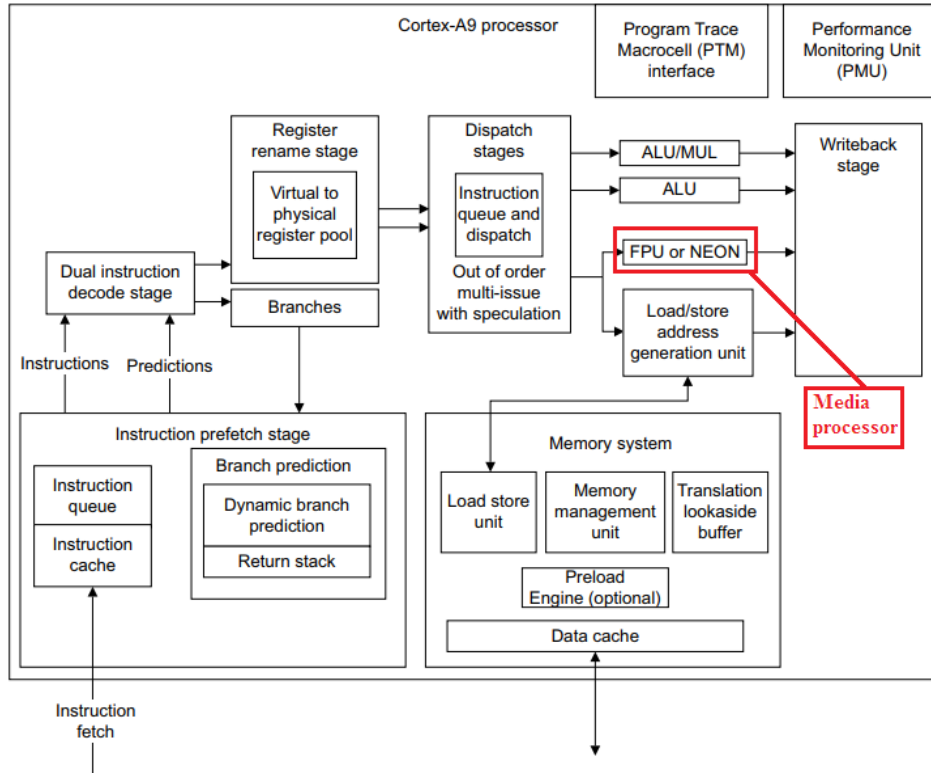 Cortex-A9 processor
Program Trace
Macrocell (PTM)
interface
Performance
Monitoring Unit
(PMU)
Register
rename stage
Virtual to
physical
register pool
Dispatch
stages
Instruction
queue and
dispatch
Out of order
multi-issue
with speculation
ALU/MUL
ALU
FPU or NEON
Load/store
address
generation unit
Writeback
stage
Dual instruction
decode stage
Branches
Instructions
Predictions
Media
processor
Instruction prefetch stage
Instruction
queue
Instruction
cache
Branch prediction
Dynamic branch
prediction
Return stack
Memory system
Load store
unit
Memory
management
unit
Translation
lookaside
buffer
Preload
Engine (optional)
Data cache
Instruction
fetch